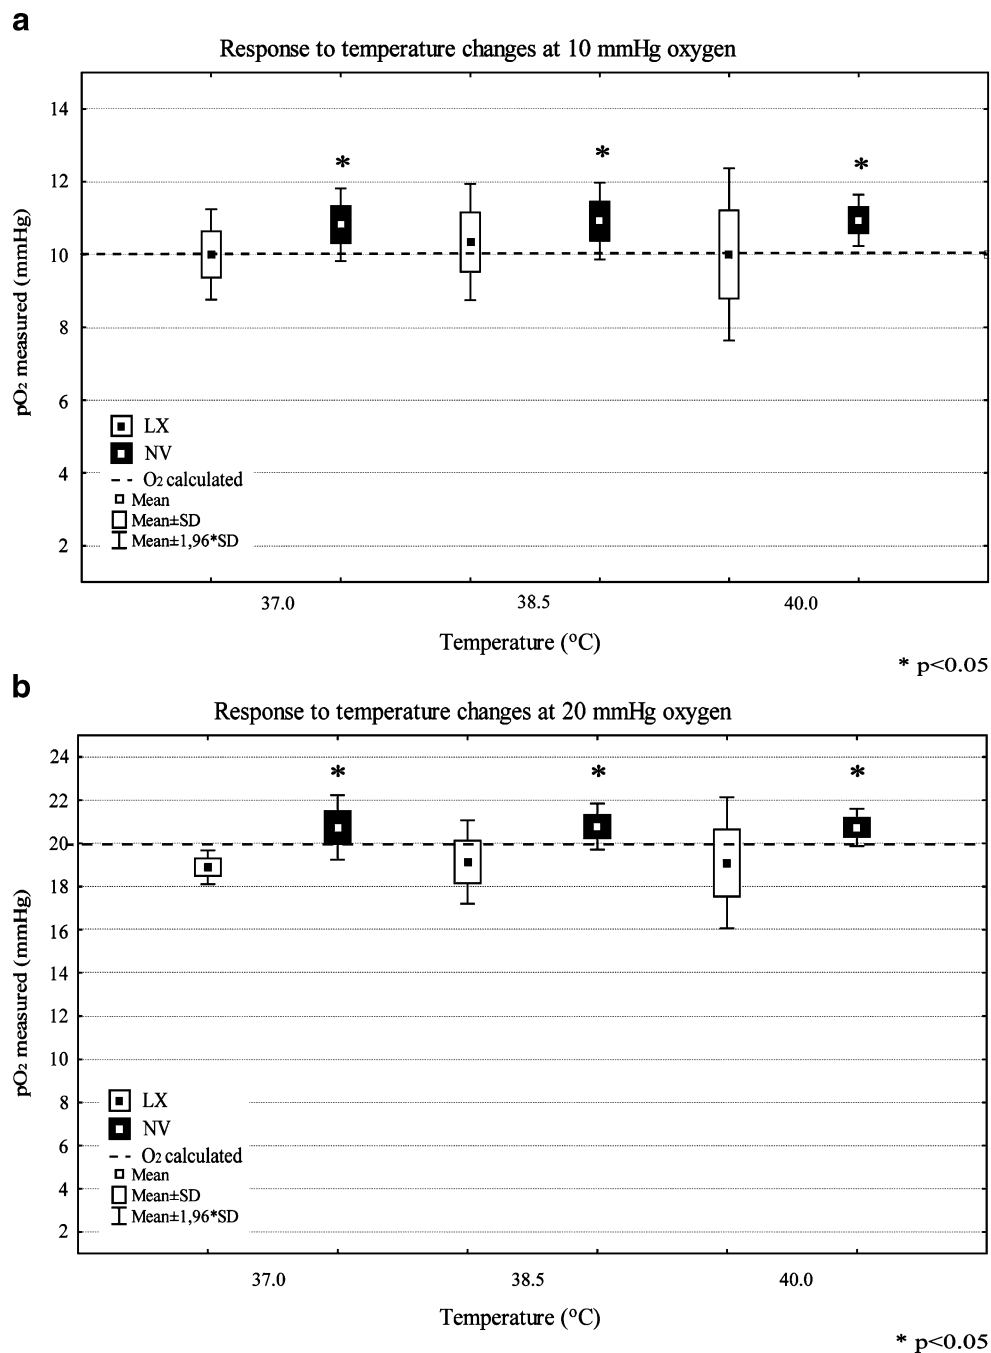 a
Response to temperature changes at 10 mmHg oxygen
14
12
10
8
6
4
2
pO₂ measured (mmHg)
* * *
LX
NV
O₂ calculated
Mean
Mean±SD
Mean±1,96*SD
37.0 38.5 40.0
Temperature (°C)
* p<0.05
b
Response to temperature changes at 20 mmHg oxygen
24
22
20
18
16
14
12
10
8
6
4
2
pO₂ measured (mmHg)
* * *
LX
NV
O₂ calculated
Mean
Mean±SD
Mean±1,96*SD
37.0 38.5 40.0
Temperature (°C)
* p<0.05